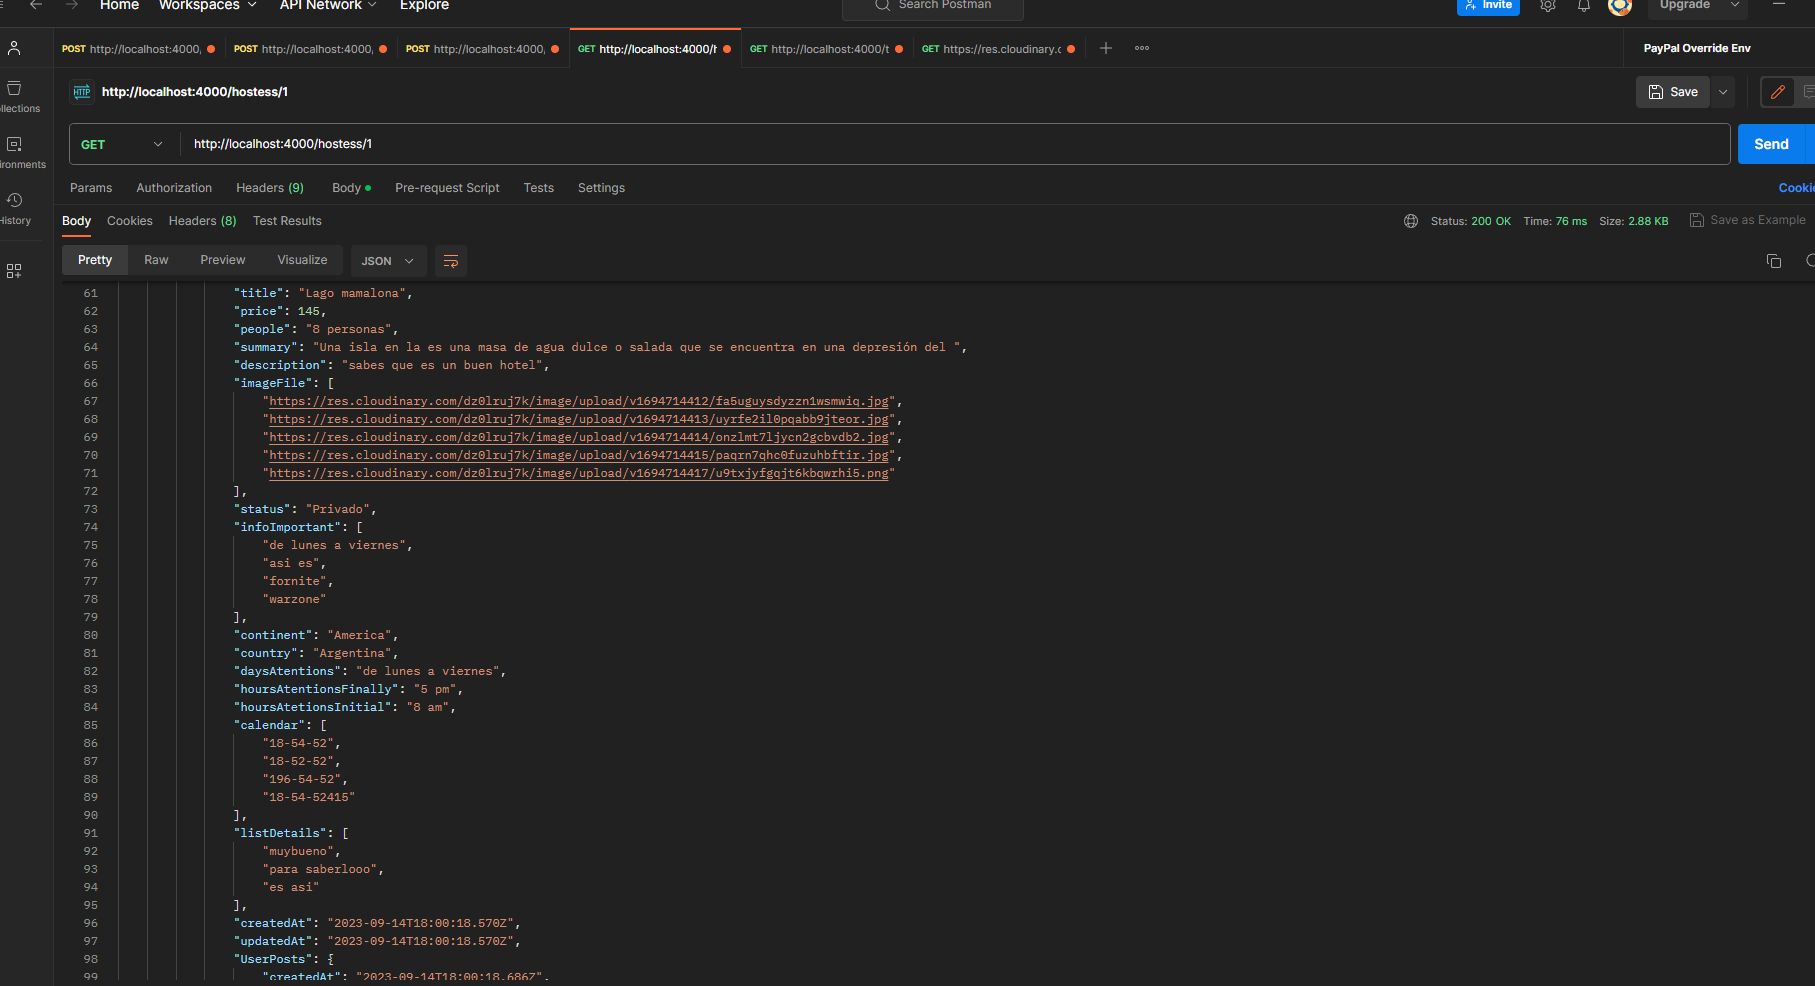 Home Workspaces API Network Explore Search Postman Invite Upgrade
POST http://localhost:4000, POST http://localhost:4000, POST http://localhost:4000, GET http://localhost:4000/h GET http://localhost:4000/t GET https://res.cloudinary.c PayPal Override Env
HTTP http://localhost:4000/hostess/1 Save
llections
ironments
History
GET http://localhost:4000/hostess/1 Send
Params Authorization Headers (9) Body Pre-request Script Tests Settings Cookie
Body Cookies Headers (8) Test Results Status: 200 OK Time: 76 ms Size: 2.88 KB Save as Example
Pretty Raw Preview Visualize JSON
61 "title": "Lago mamalona",
62 "price": 145,
63 "people": "8 personas",
64 "summary": "Una isla en la es una masa de agua dulce o salada que se encuentra en una depresión del ",
65 "description": "sabes que es un buen hotel",
66 "imageFile": [
67 "https://res.cloudinary.com/dz0lruj7k/image/upload/v1694714412/fa5uguysdyzzn1wsmwiq.jpg",
68 "https://res.cloudinary.com/dz0lruj7k/image/upload/v1694714413/uyrfe2il0pqabb9jteor.jpg",
69 "https://res.cloudinary.com/dz0lruj7k/image/upload/v1694714414/onzlmt7ljycn2gcbvdb2.jpg",
70 "https://res.cloudinary.com/dz0lruj7k/image/upload/v1694714415/paqrn7qhc0fuzuhbftir.jpg",
71 "https://res.cloudinary.com/dz0lruj7k/image/upload/v1694714417/u9txjyfgqjt6kbqwrhi5.png"
72 ],
73 "status": "Privado",
74 "infoImportant": [
75 "de lunes a viernes",
76 "asi es",
77 "fornite",
78 "warzone"
79 ],
80 "continent": "America",
81 "country": "Argentina",
82 "daysAtentions": "de lunes a viernes",
83 "hoursAtentionsFinally": "5 pm",
84 "hoursAtetionsInitial": "8 am",
85 "calendar": [
86 "18-54-52",
87 "18-52-52",
88 "196-54-52",
89 "18-54-52415"
90 ],
91 "listDetails": [
92 "muybueno",
93 "para saberlooo",
94 "es asi"
95 ],
96 "createdAt": "2023-09-14T18:00:18.570Z",
97 "updatedAt": "2023-09-14T18:00:18.570Z",
98 "UserPosts": {
99 "createdAt": "2023-09-14T18:00:18.686Z",